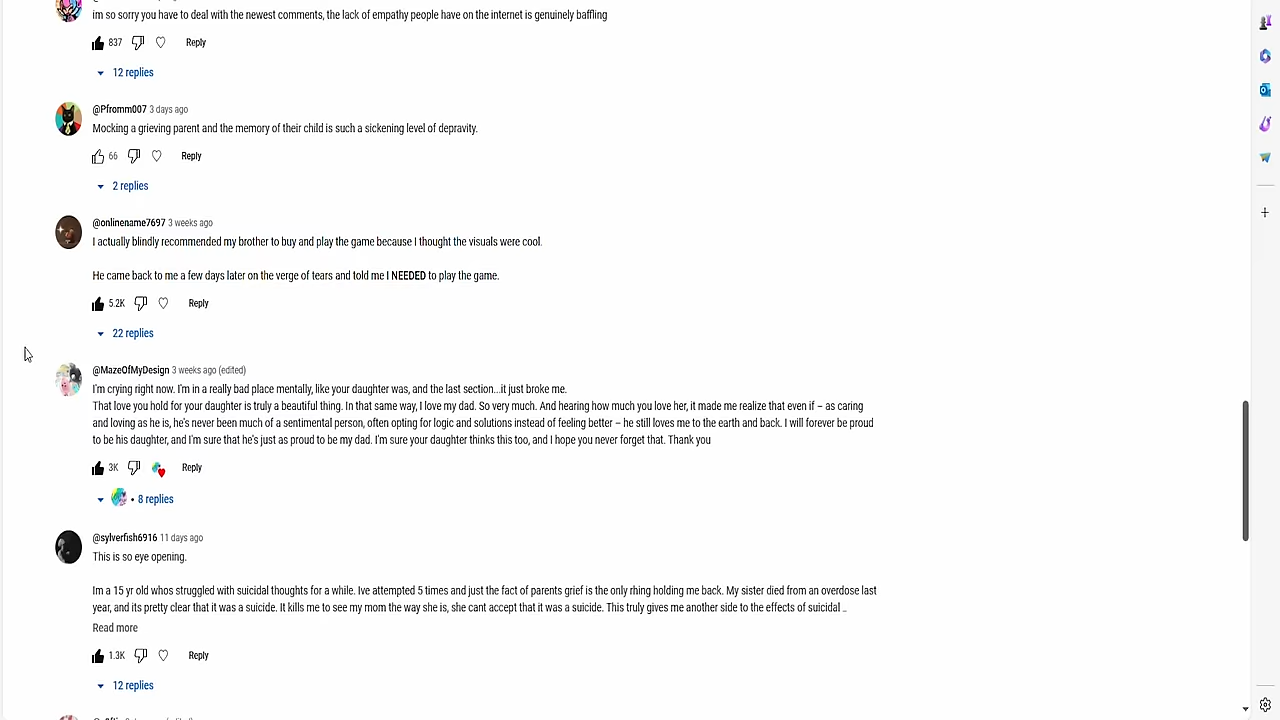 im so sorry you have to deal with the newest comments, the lack of empathy people have on the internet is genuinely baffling
837 Reply
12 replies
@Pfromm007 3 days ago
Mocking a grieving parent and the memory of their child is such a sickening level of depravity.
66 Reply
2 replies
@onlinename7697 3 weeks ago
I actually blindly recommended my brother to buy and play the game because I thought the visuals were cool.
He came back to me a few days later on the verge of tears and told me I NEEDED to play the game.
5.2K Reply
22 replies
@MazeOfMyDesign 3 weeks ago (edited)
I'm crying right now. I'm in a really bad place mentally, like your daughter was, and the last section...it just broke me.
That love you hold for your daughter is truly a beautiful thing. In that same way, I love my dad. So very much. And hearing how much you love her, it made me realize that even if – as caring
and loving as he is, he's never been much of a sentimental person, often opting for logic and solutions instead of feeling better – he still loves me to the earth and back. I will forever be proud
to be his daughter, and I'm sure that he's just as proud to be my dad. I'm sure your daughter thinks this too, and I hope you never forget that. Thank you
3K Reply
• 8 replies
@sylverfish6916 11 days ago
This is so eye opening.
Im a 15 yr old whos struggled with suicidal thoughts for a while. Ive attempted 5 times and just the fact of parents grief is the only rhing holding me back. My sister died from an overdose last
year, and its pretty clear that it was a suicide. It kills me to see my mom the way she is, she cant accept that it was a suicide. This truly gives me another side to the effects of suicidal ...
Read more
1.3K Reply
12 replies